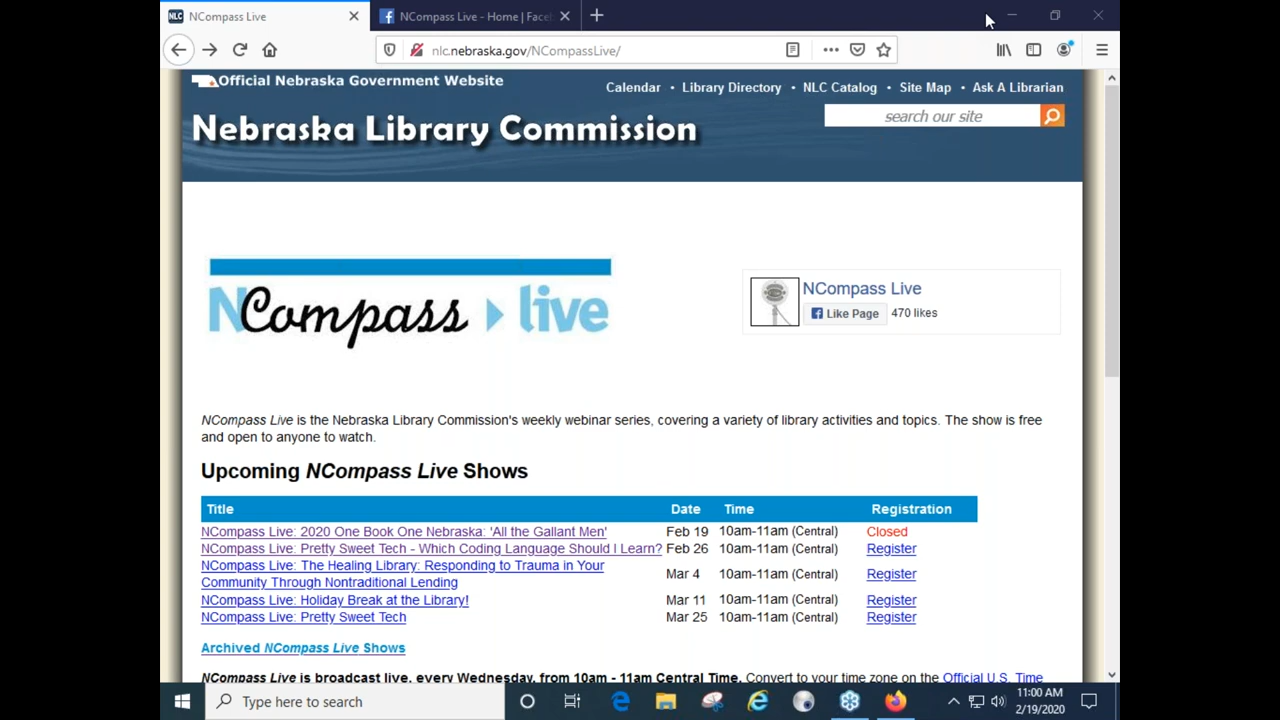 NCompass Live
NCompass Live - Home | Faceb
nlc.nebraska.gov/NCompassLive/
Official Nebraska Government Website
Calendar • Library Directory • NLC Catalog • Site Map • Ask A Librarian
Nebraska Library Commission
search our site
NCompass live
NCompass Live
Like Page 470 likes
NCompass Live is the Nebraska Library Commission's weekly webinar series, covering a variety of library activities and topics. The show is free
and open to anyone to watch.
Upcoming NCompass Live Shows
Title Date Time Registration
NCompass Live: 2020 One Book One Nebraska: 'All the Gallant Men' Feb 19 10am-11am (Central) Closed
NCompass Live: Pretty Sweet Tech - Which Coding Language Should I Learn? Feb 26 10am-11am (Central) Register
NCompass Live: The Healing Library: Responding to Trauma in Your
Community Through Nontraditional Lending Mar 4 10am-11am (Central) Register
NCompass Live: Holiday Break at the Library! Mar 11 10am-11am (Central) Register
NCompass Live: Pretty Sweet Tech Mar 25 10am-11am (Central) Register
Archived NCompass Live Shows
NCompass Live is broadcast live, every Wednesday, from 10am - 11am Central Time. Convert to your time zone on the Official U.S. Time
Type here to search
11:00 AM
2/19/2020